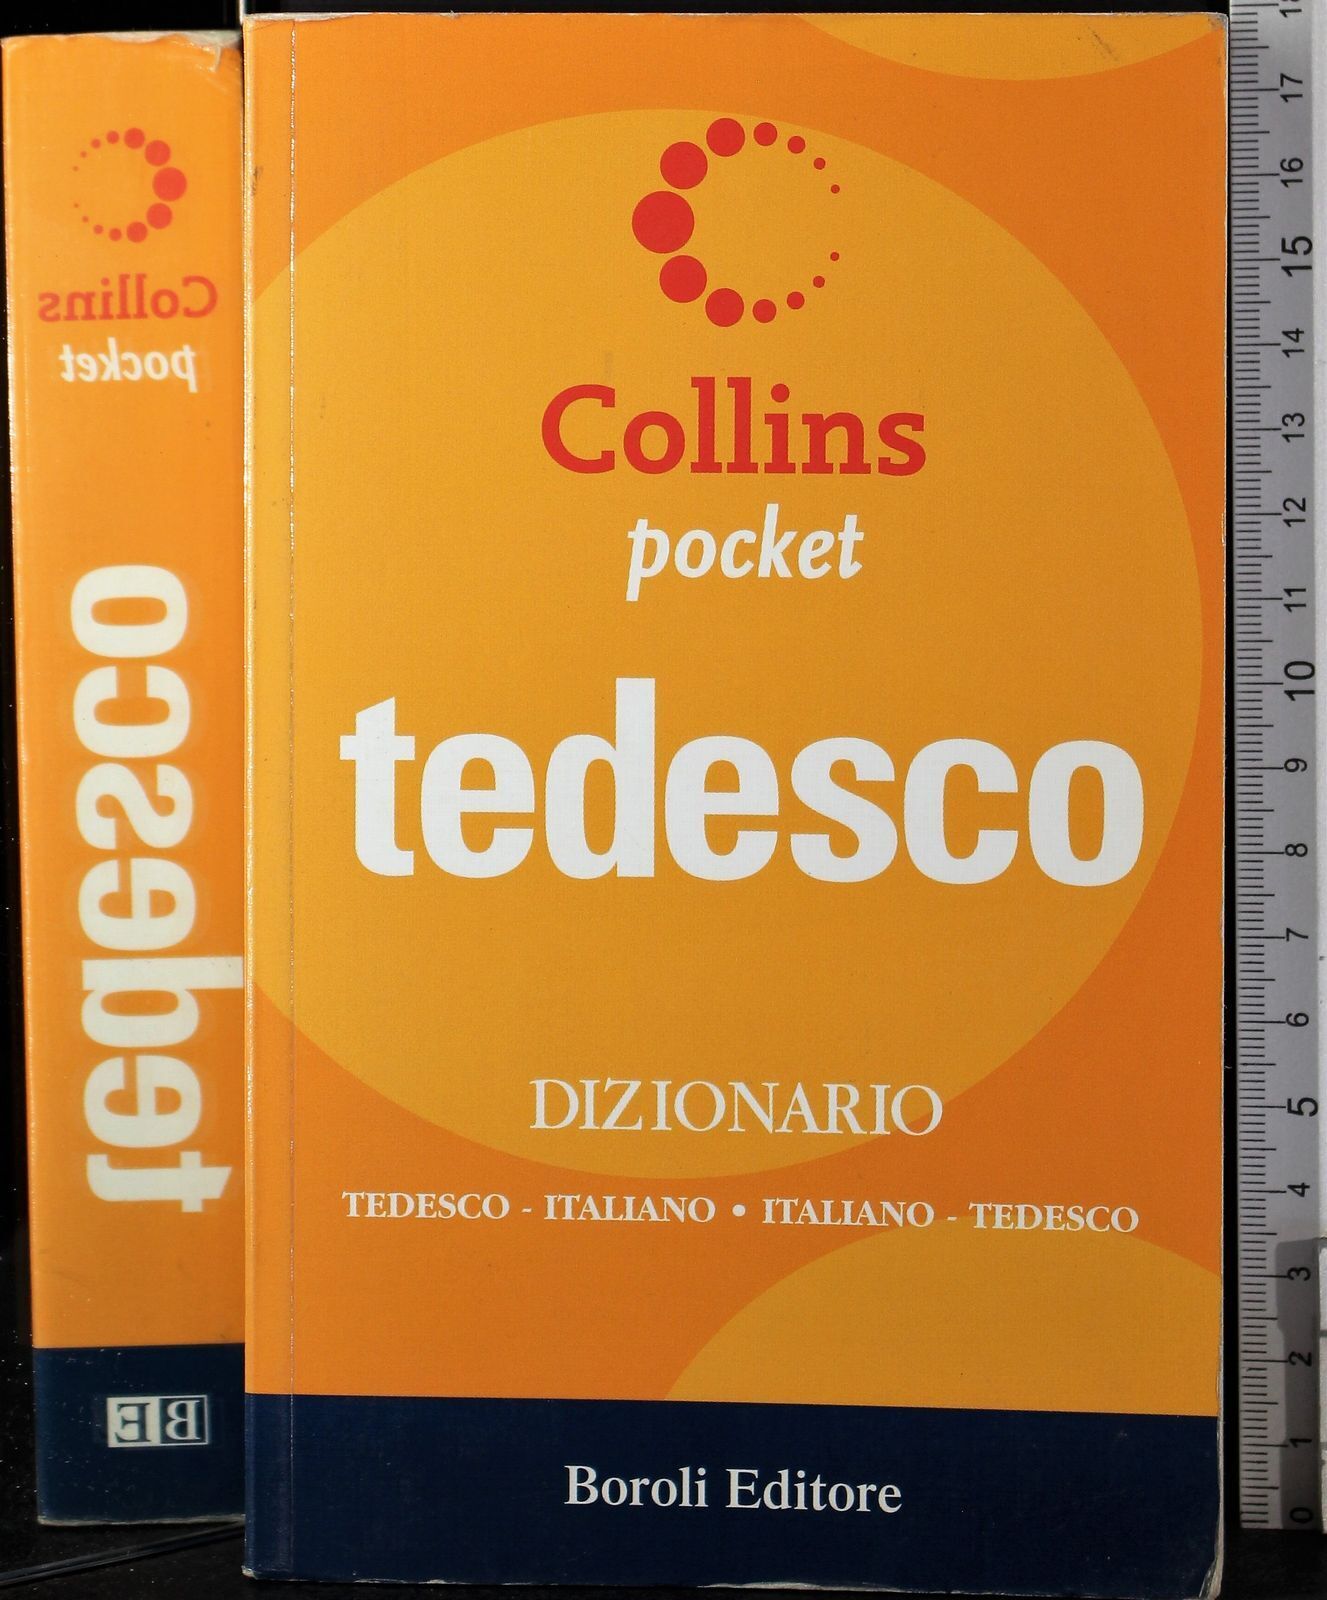 Collins
pocket
tedesco
BE
Collins
pocket
tedesco
DIZIONARIO
TEDESCO - ITALIANO • ITALIANO - TEDESCO
Boroli Editore
18
17
16
15
14
13
12
11
10
9
8
7
6
5
4
3
2
1
0